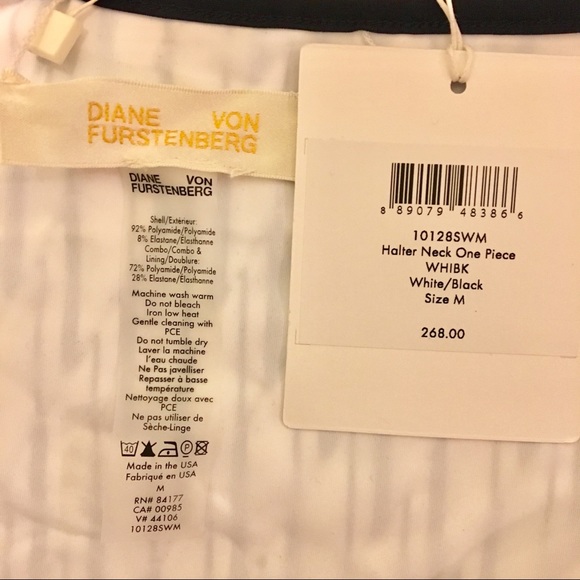 DIANE VON
FURSTENBERG
DIANE VON
FURSTENBERG
Shell/Extérieur:
92% Polyamide/Polyamide
8% Elastane/Élasthanne
Combo/Combo &
Lining/Doublure:
72% Polyamide/Polyamide
28% Elastane/Élasthanne
Machine wash warm
Do not bleach
Iron low heat
Gentle cleaning with
PCE
Do not tumble dry
Laver la machine
l'eau chaude
Ne Pas javelliser
Repasser à basse
température
Nettoyage doux avec
PCE
Ne pas utiliser de
Sèche-Linge
40 P
Made in the USA
Fabriqué en USA
M
RN# 84177
CA# 00985
V# 44106
10128SWM
8 89079 48386 6
10128SWM
Halter Neck One Piece
WHIBK
White/Black
Size M
268.00